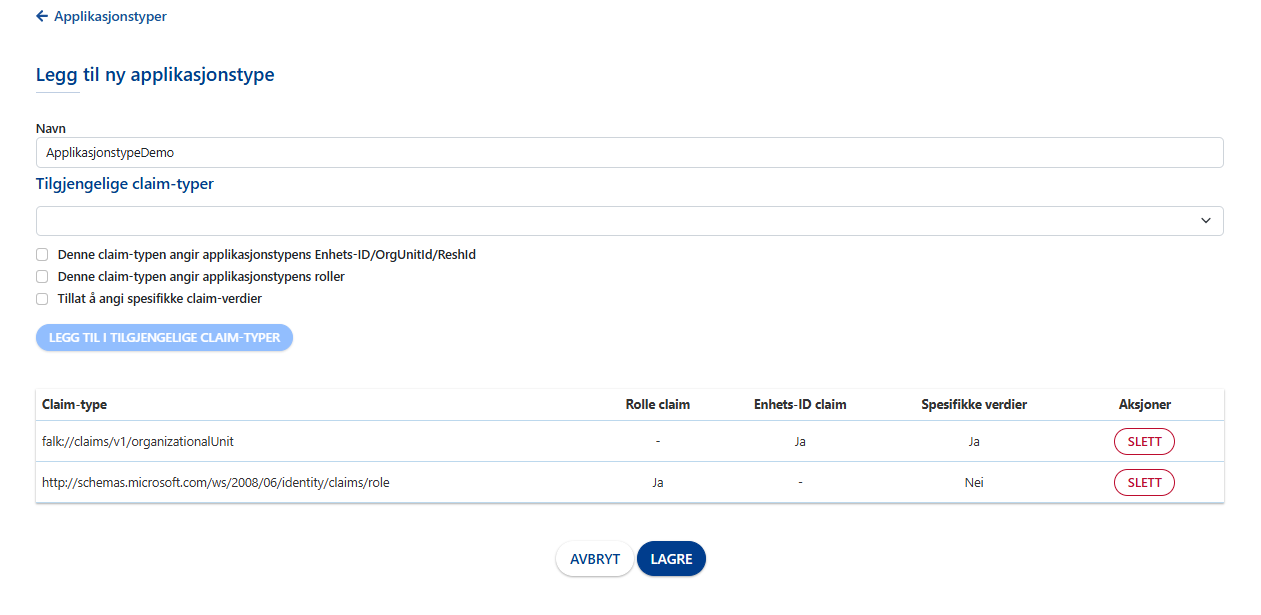 Applikasjonstyper
Legg til ny applikasjonstype
Navn
ApplikasjonstypeDemo
Tilgjengelige claim-typer
Denne claim-typen angir applikasjonstypens Enhets-ID/OrgUnitId/ReshId
Denne claim-typen angir applikasjonstypens roller
Tillat å angi spesifikke claim-verdier
LEGG TIL I TILGJENGELIGE CLAIM-TYPER
Claim-type Rolle claim Enhets-ID claim Spesifikke verdier Aksjoner
falk://claims/v1/organizationalUnit - Ja Ja SLETT
http://schemas.microsoft.com/ws/2008/06/identity/claims/role Ja - Nei SLETT
AVBRYT LAGRE